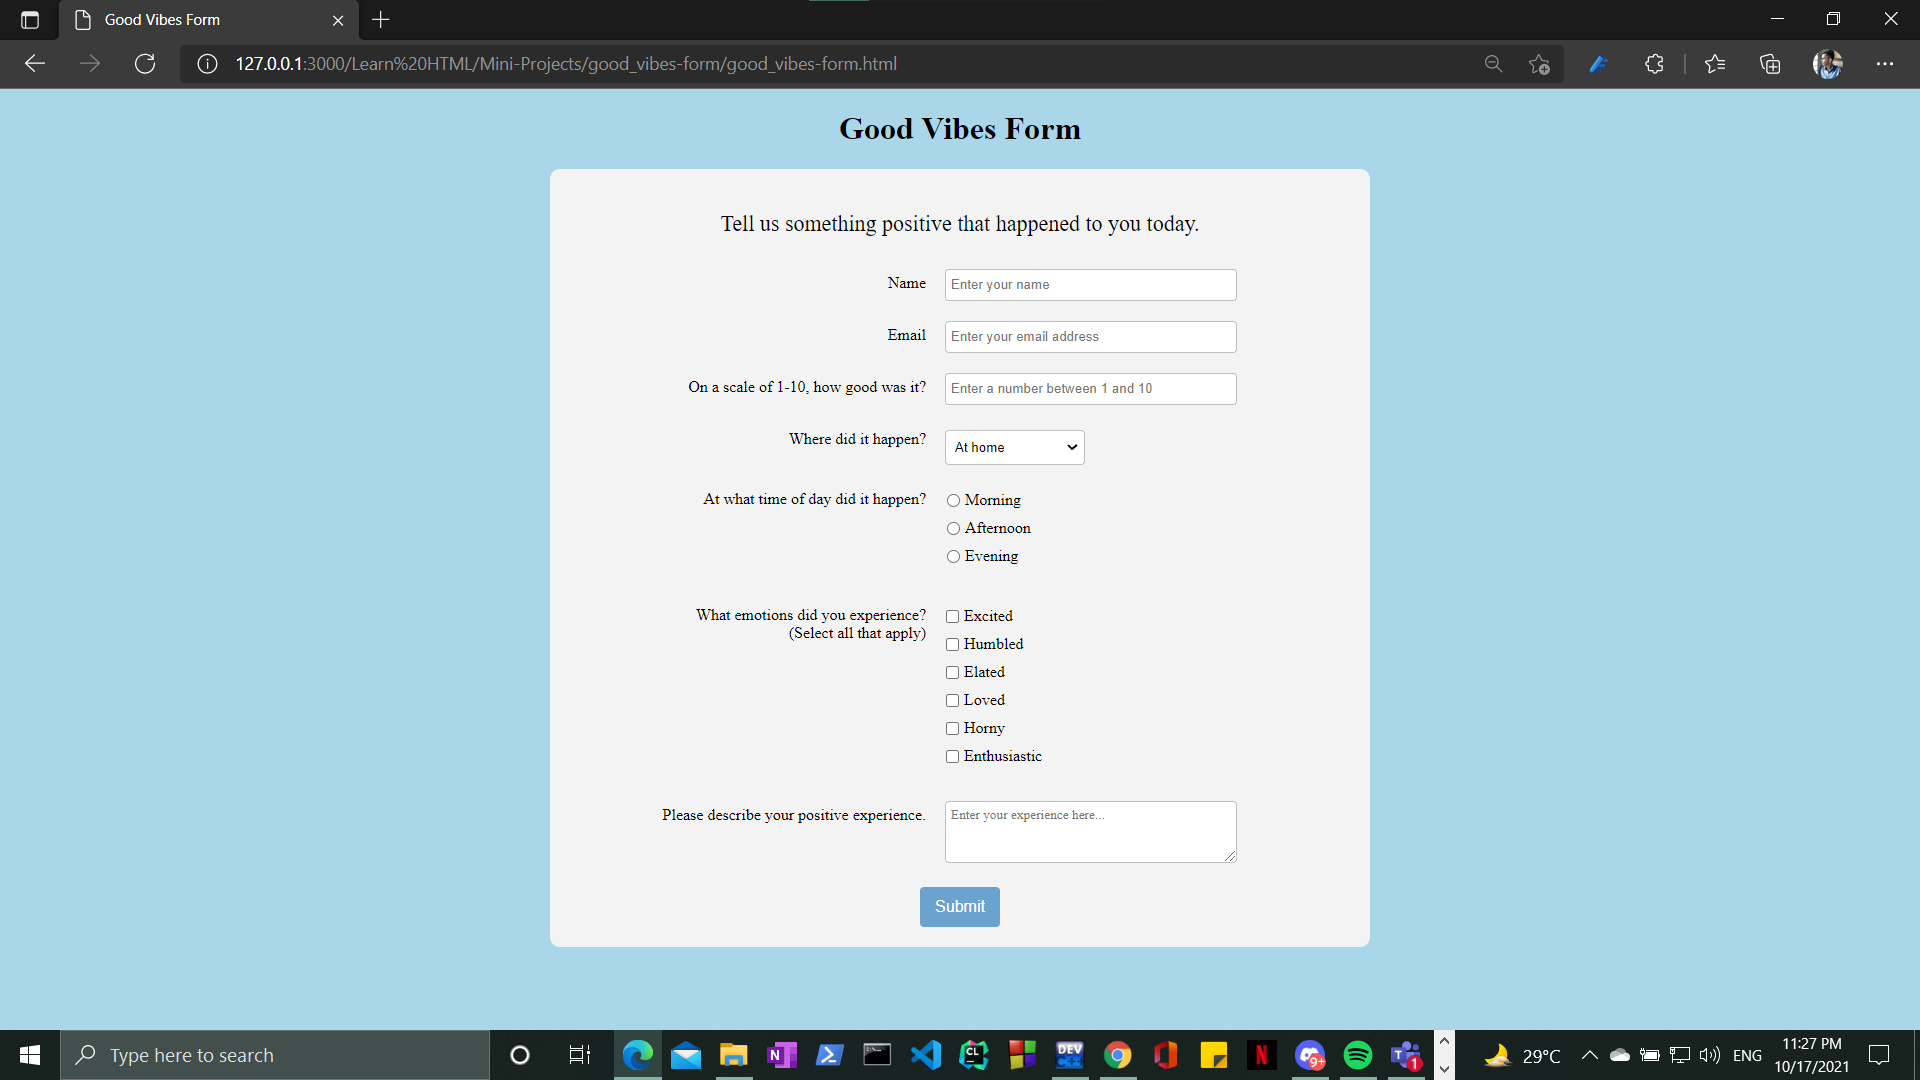 Good Vibes Form
127.0.0.1:3000/Learn%20HTML/Mini-Projects/good_vibes-form/good_vibes-form.html
Good Vibes Form
Tell us something positive that happened to you today.
Name
Enter your name
Email
Enter your email address
On a scale of 1-10, how good was it?
Enter a number between 1 and 10
Where did it happen?
At home
At what time of day did it happen?
Morning
Afternoon
Evening
What emotions did you experience?
(Select all that apply)
Excited
Humbled
Elated
Loved
Horny
Enthusiastic
Please describe your positive experience.
Enter your experience here...
Submit
Type here to search
N
CL
DEV
C++
N
9+
T
1
29°C
ENG
11:27 PM
10/17/2021